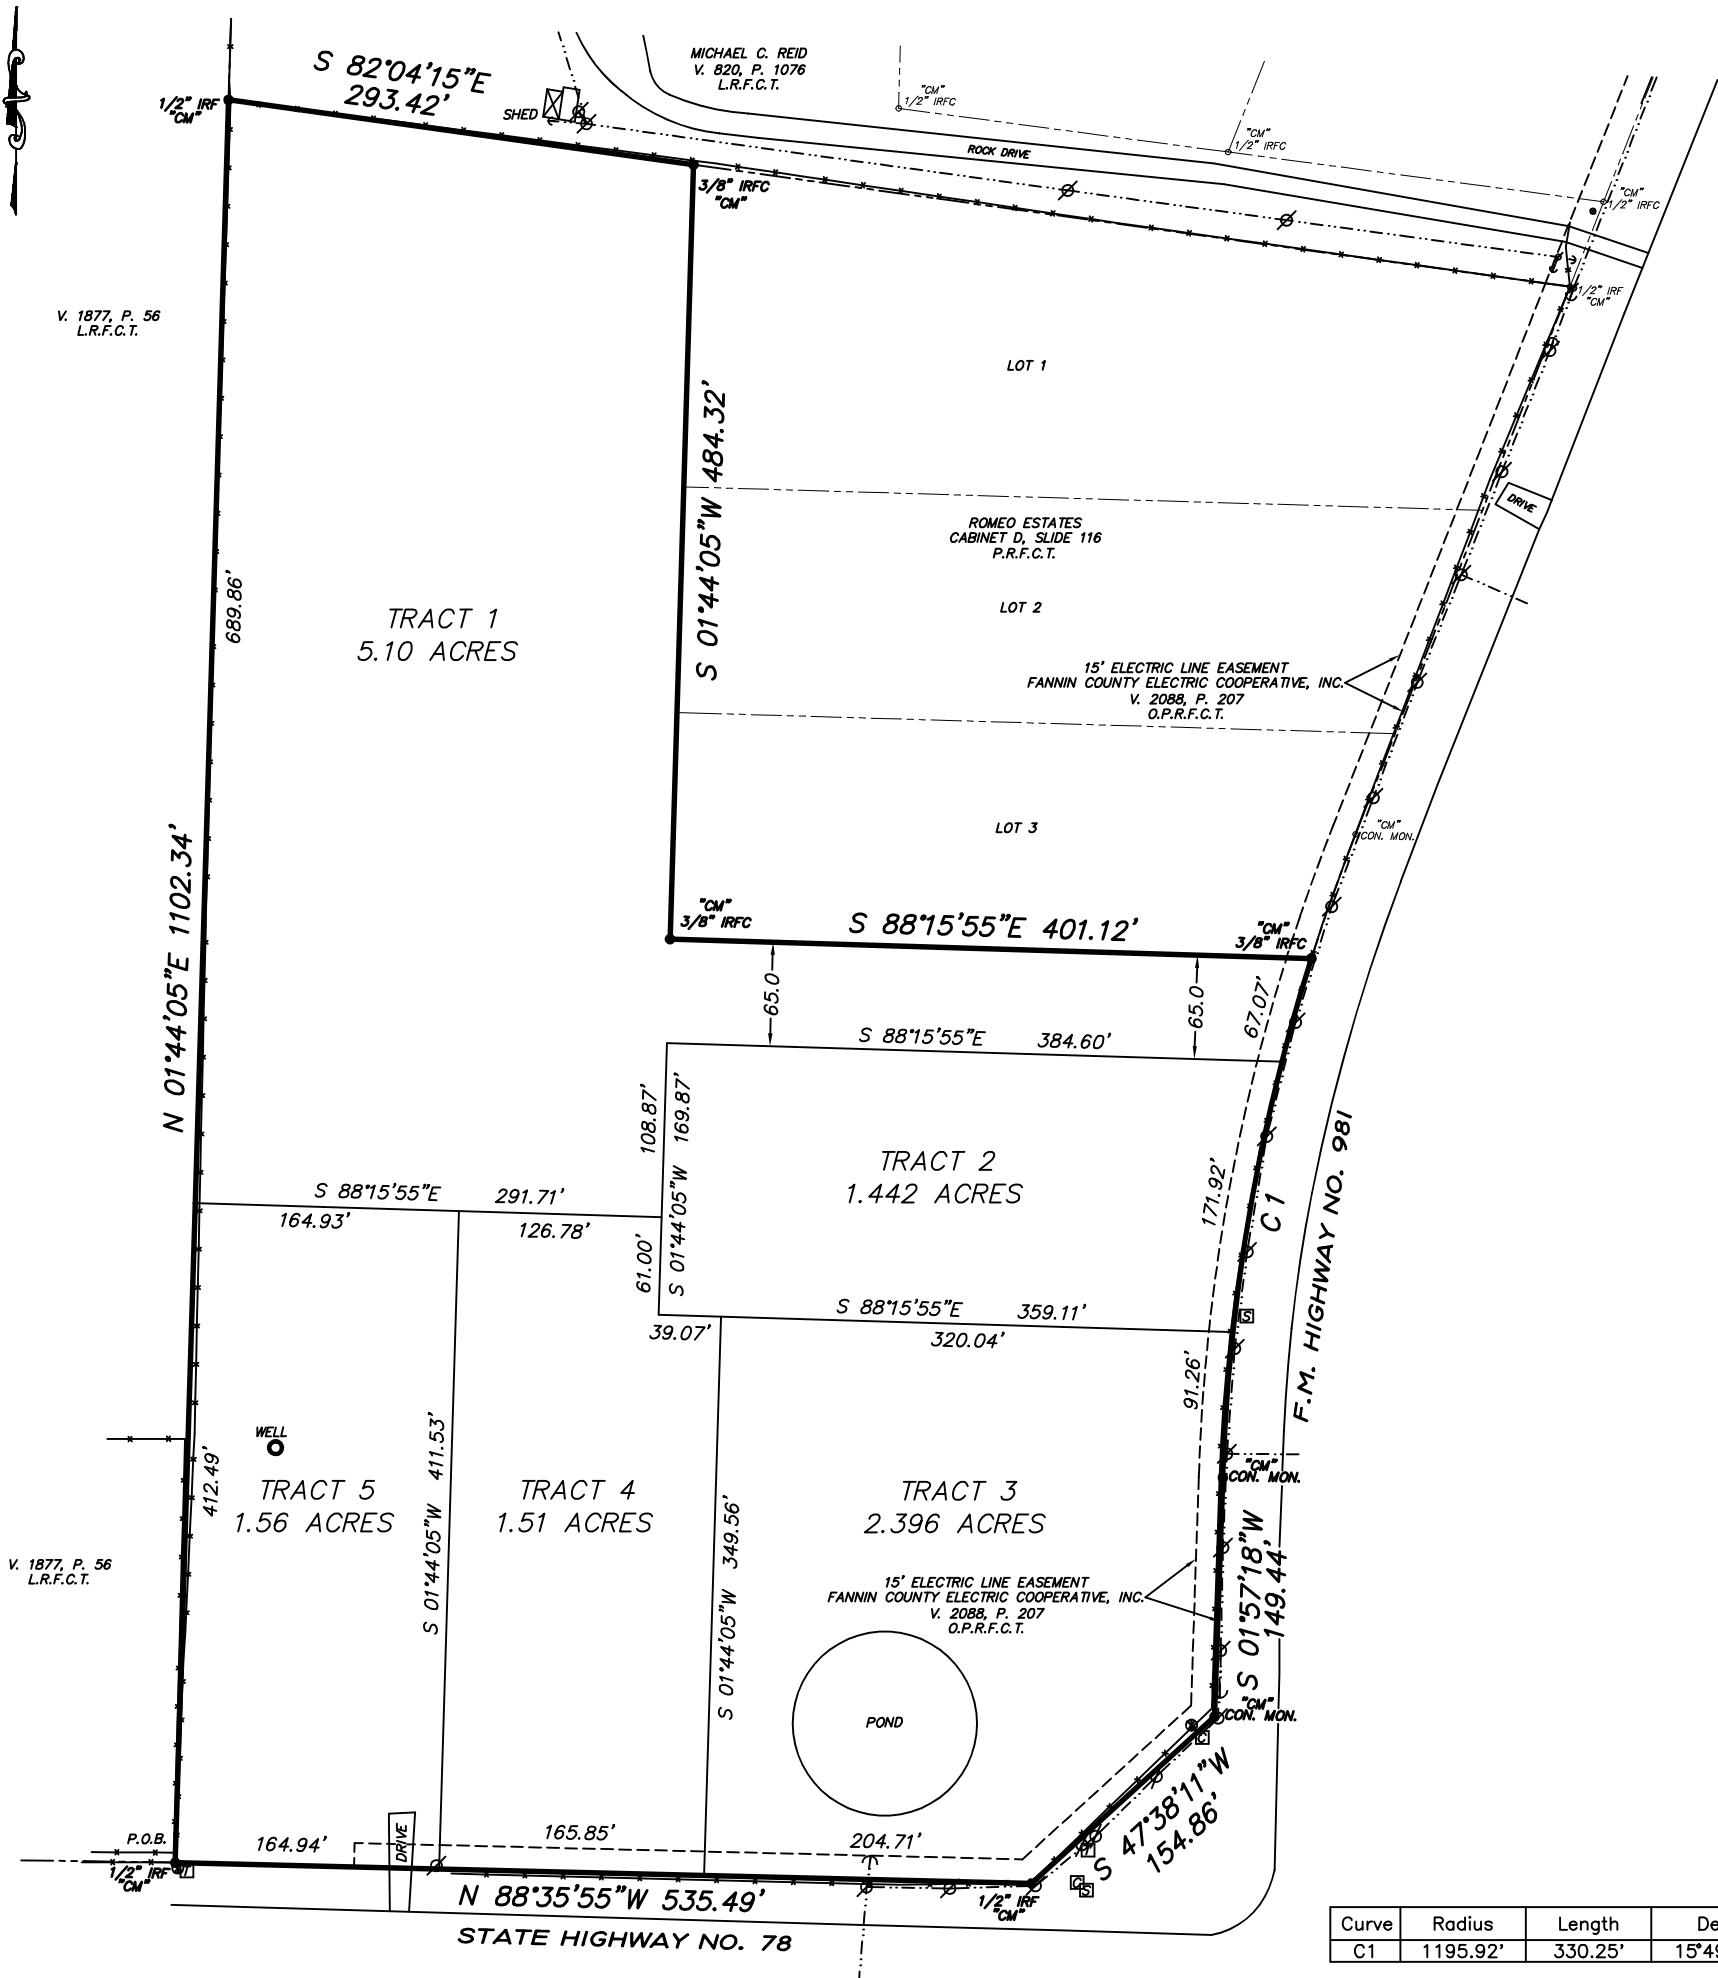 MICHAEL C. REID
V. 820, P. 1076
L.R.F.C.T.
S 82°04'15"E
293.42'
1/2" IRF
"CM"
SHED
"CM"
1/2" IRFC
"CM"
1/2" IRFC
ROCK DRIVE
"CM"
1/2" IRFC
3/8" IRFC
"CM"
1/2" IRF
"CM"
V. 1877, P. 56
L.R.F.C.T.
LOT 1
S 01°44'05"W 484.32'
DRIVE
ROMEO ESTATES
CABINET D, SLIDE 116
P.R.F.C.T.
LOT 2
689.86'
TRACT 1
5.10 ACRES
15' ELECTRIC LINE EASEMENT
FANNIN COUNTY ELECTRIC COOPERATIVE, INC.
V. 2088, P. 207
O.P.R.F.C.T.
LOT 3
"CM"
CON. MON.
N 01°44'05"E 1102.34'
"CM"
3/8" IRFC
S 88°15'55"E 401.12'
"CM"
3/8" IRFC
65.0
65.0
67.07'
S 88°15'55"E 384.60'
108.87'
S 01°44'05"W 169.87'
61.00'
TRACT 2
1.442 ACRES
171.92'
C1
F.M. HIGHWAY NO. 981
S 88°15'55"E 291.71'
164.93'
126.78'
S 88°15'55"E 359.11'
39.07'
320.04'
S
91.26'
WELL
412.49'
TRACT 5
1.56 ACRES
S 01°44'05"W 411.53'
TRACT 4
1.51 ACRES
S 01°44'05"W 349.56'
TRACT 3
2.396 ACRES
"CM"
CON. MON.
S 01°57'18"W
149.44'
V. 1877, P. 56
L.R.F.C.T.
15' ELECTRIC LINE EASEMENT
FANNIN COUNTY ELECTRIC COOPERATIVE, INC.
V. 2088, P. 207
O.P.R.F.C.T.
POND
"CM"
CON. MON.
C
S 47°38'11"W
154.86'
P.O.B.
1/2" IRF
"CM"
T
164.94'
DRIVE
165.85'
204.71'
T
C
S
N 88°35'55"W 535.49'
1/2" IRF
"CM"
STATE HIGHWAY NO. 78
Curve Radius Length De
C1 1195.92' 330.25' 15°49